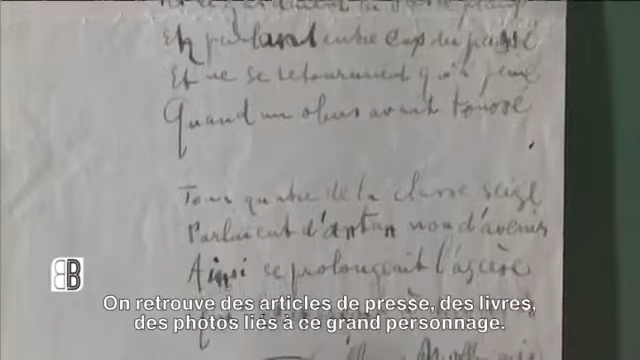 En parlant entre eux du passé
Et ne se retournaient qu'à peine
Quand un obus avait toussé
Tous quatre de la classe seize
Parlaient d'antan non d'avenir
Ainsi se prolongeait l'ascèse
B
On retrouve des articles de presse, des livres,
des photos liés à ce grand personnage.